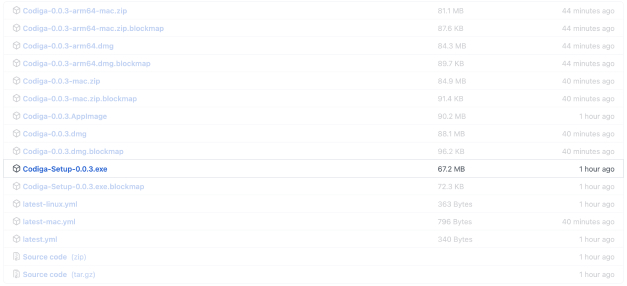 Codiga-0.0.3-arm64-mac.zip 81.1 MB 44 minutes ago
Codiga-0.0.3-arm64-mac.zip.blockmap 87.6 KB 44 minutes ago
Codiga-0.0.3-arm64.dmg 84.3 MB 44 minutes ago
Codiga-0.0.3-arm64.dmg.blockmap 89.7 KB 44 minutes ago
Codiga-0.0.3-mac.zip 84.9 MB 40 minutes ago
Codiga-0.0.3-mac.zip.blockmap 91.4 KB 40 minutes ago
Codiga-0.0.3.AppImage 90.2 MB 1 hour ago
Codiga-0.0.3.dmg 88.1 MB 40 minutes ago
Codiga-0.0.3.dmg.blockmap 96.2 KB 40 minutes ago
Codiga-Setup-0.0.3.exe 67.2 MB 1 hour ago
Codiga-Setup-0.0.3.exe.blockmap 72.3 KB 1 hour ago
latest-linux.yml 383 Bytes 1 hour ago
latest-mac.yml 796 Bytes 40 minutes ago
latest.yml 340 Bytes 1 hour ago
Source code (zip) 1 hour ago
Source code (tar.gz) 1 hour ago